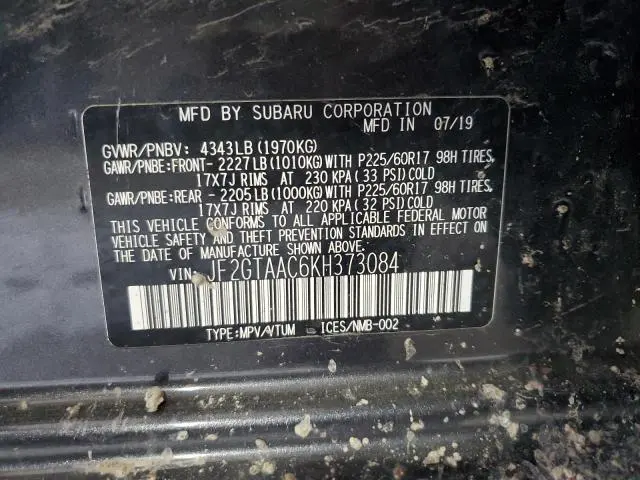 MFD BY SUBARU CORPORATION
MFD IN 07/19
GVWR/PNBV: 4343LB (1970KG)
GAWR/PNBE:FRONT- 2227LB(1010KG)WITH P225/60R17 98H TIRES,
17X7J RIMS AT 230 KPA(33 PSI)COLD
GAWR/PNBE:REAR - 2205LB(1000KG)WITH P225/60R17 98H TIRES,
17X7J RIMS AT 220 KPA(32 PSI)COLD
THIS VEHICLE CONFORMS TO ALL APPLICABLE FEDERAL MOTOR
VEHICLE SAFETY AND THEFT PREVENTION STANDARDS IN EFFECT ON
THE DATE OF MANUFACTURE SHOWN ABOVE.
VIN JF2GTAAC6KH373084
TYPE:MPV/VTUM ICES/NMB-002